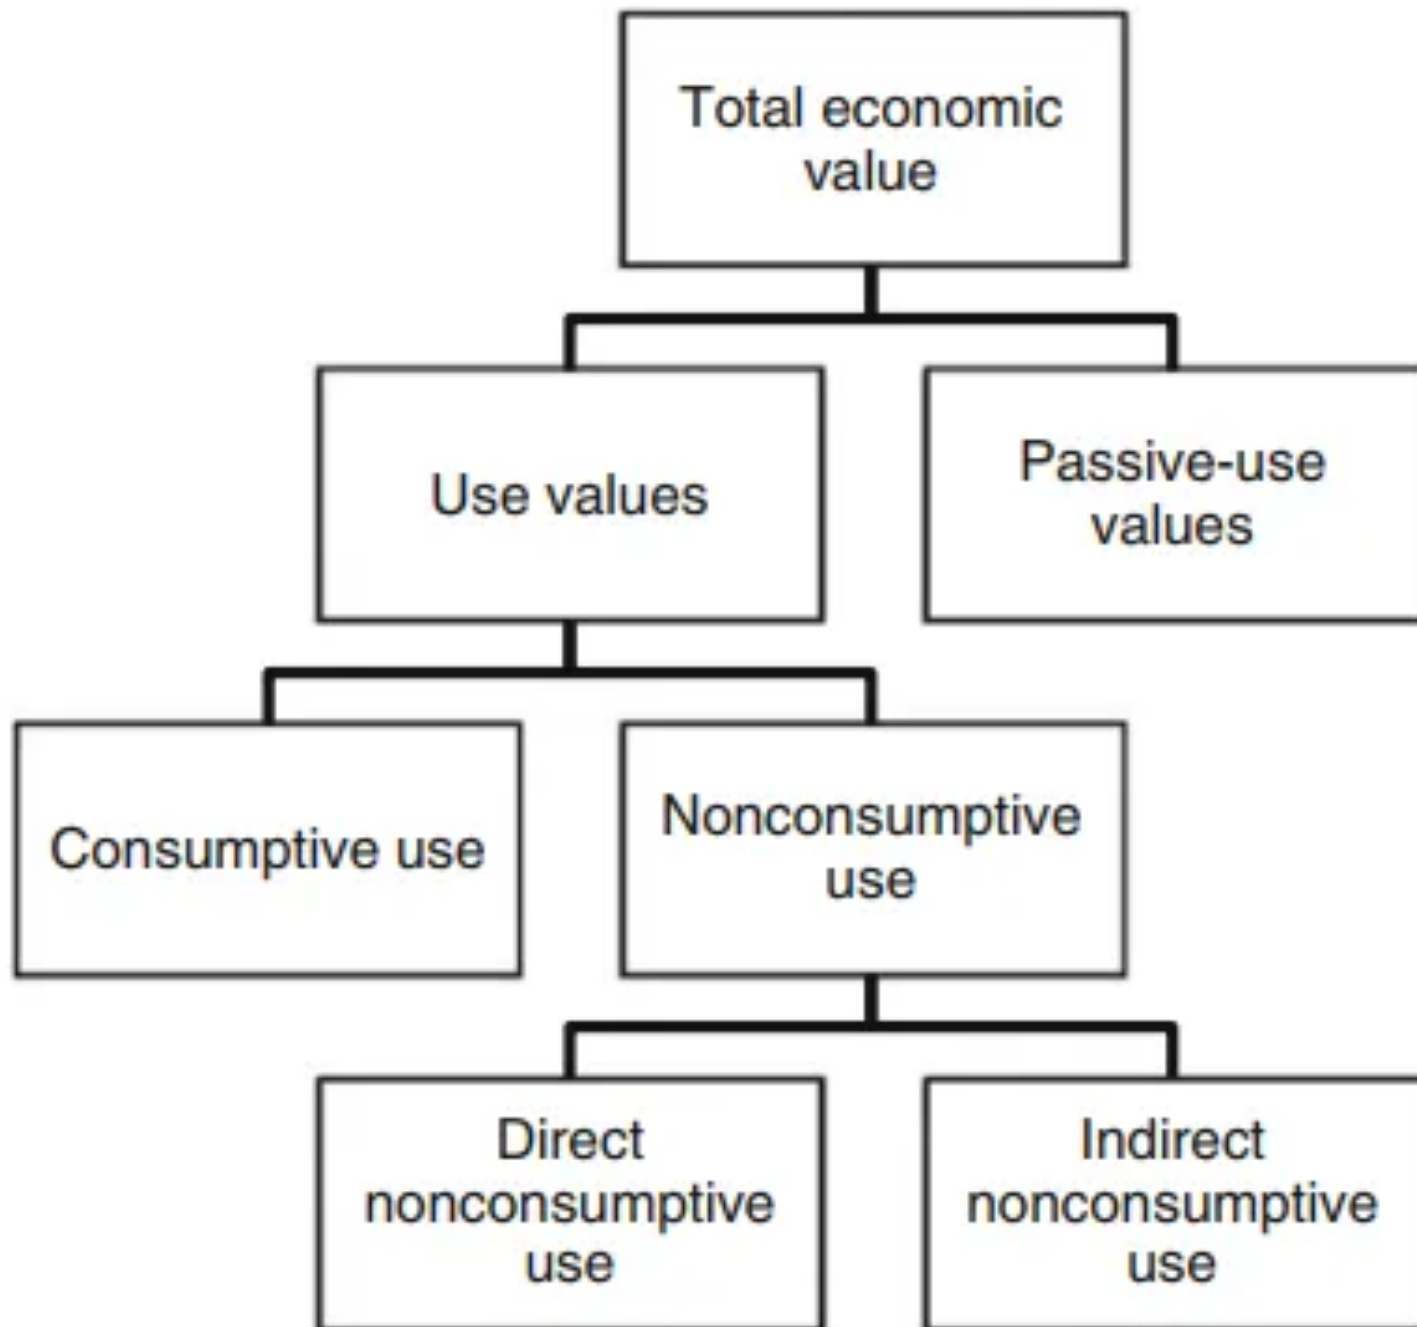 Total economic
value
Use values
Passive-use
values
Consumptive use
Nonconsumptive
use
Direct
nonconsumptive
use
Indirect
nonconsumptive
use